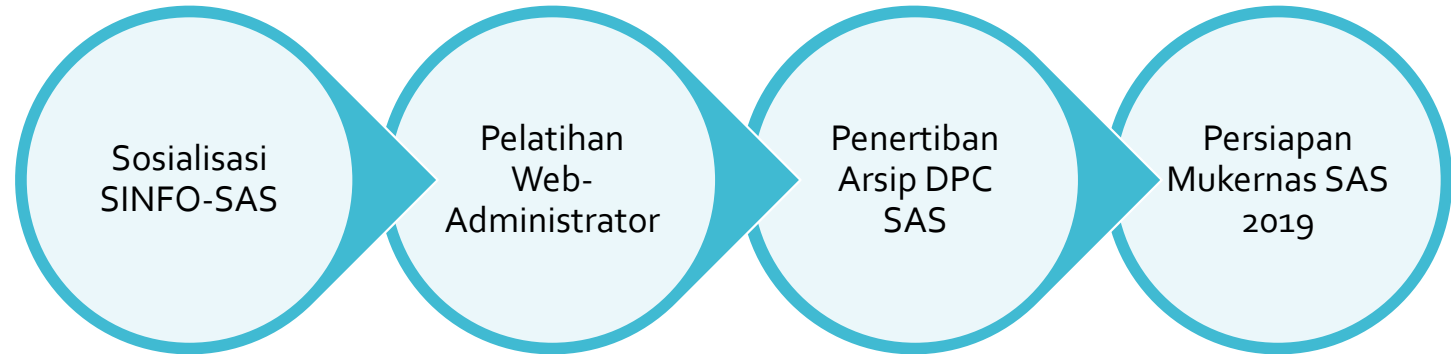 Sosialisasi
SINFO-SAS
Pelatihan
Web-
Administrator
Penertiban
Arsip DPC
SAS
Persiapan
Mukernas SAS
2019